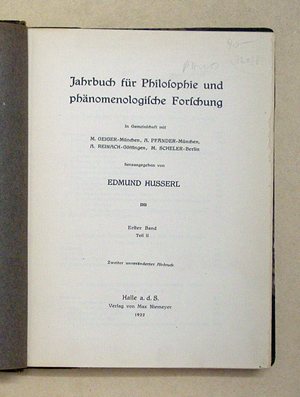 Jahrbuch für Philosophie und
phänomenologische Forschung
In Gemeinschaft mit
M. GEIGER-München, A. PFÄNDER-München,
A. REINACH-Göttingen, M. SCHELER-Berlin
herausgegeben von
EDMUND HUSSERL
Erster Band
Teil II
Zweiter unveränderter Abdruck
Halle a. d. S.
Verlag von Max Niemeyer
1922